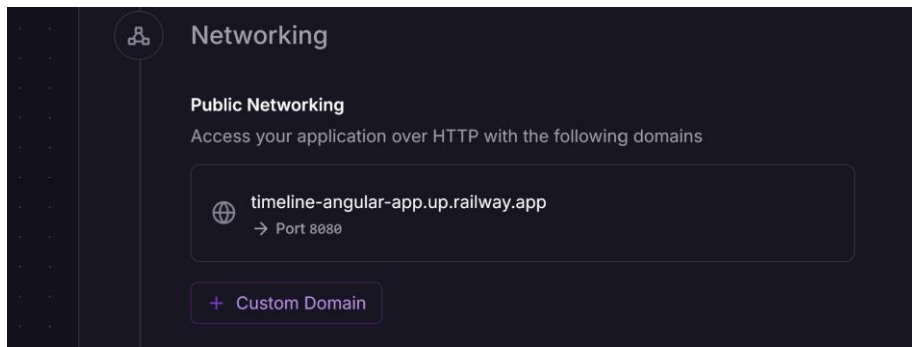 Networking
Public Networking
Access your application over HTTP with the following domains
timeline-angular-app.up.railway.app
→ Port 8080
+ Custom Domain